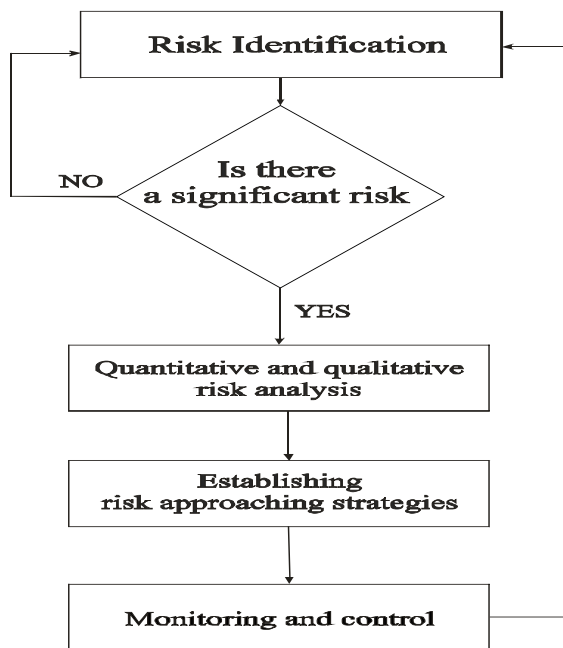 Risk Identification
Is there
a significant risk
NO
YES
Quantitative and qualitative
risk analysis
Establishing
risk approaching strategies
Monitoring and control